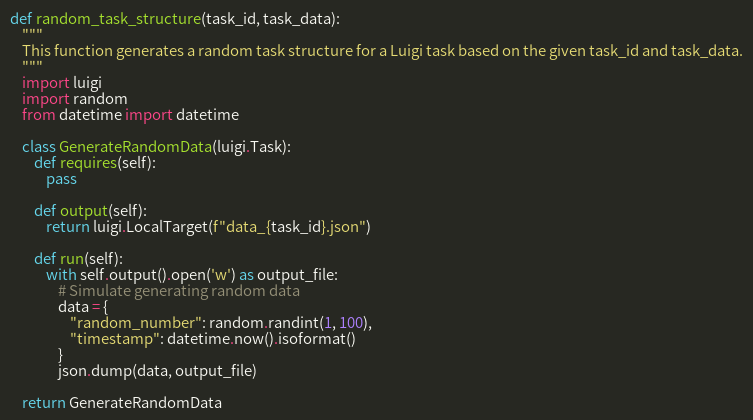 def random_task_structure(task_id, task_data):
    """
    This function generates a random task structure for a Luigi task based on the given task_id and task_data.
    """
    import luigi
    import random
    from datetime import datetime

    class GenerateRandomData(luigi.Task):
        def requires(self):
            pass

        def output(self):
            return luigi.LocalTarget(f"data_{task_id}.json")

        def run(self):
            with self.output().open('w') as output_file:
                # Simulate generating random data
                data = {
                    "random_number": random.randint(1, 100),
                    "timestamp": datetime.now().isoformat()
                }
                json.dump(data, output_file)

    return GenerateRandomData